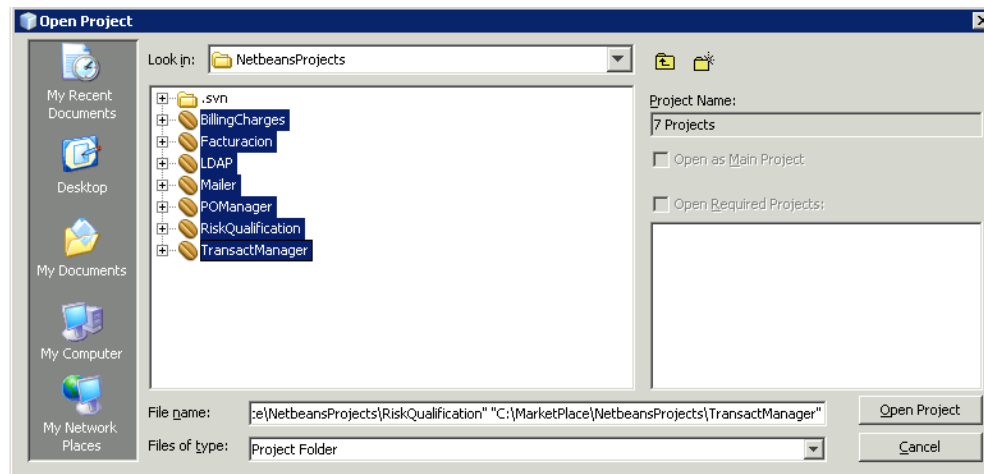 Open Project
Look in: NetbeansProjects
My Recent
Documents
Desktop
My Documents
My Computer
My Network
Places
.svn
BillingCharges
Facturacion
LDAP
Mailer
POManager
RiskQualification
TransactManager
Project Name:
7 Projects
Open as Main Project
Open Required Projects:
File name: :e\NetbeansProjects\RiskQualification" "C:\MarketPlace\NetbeansProjects\TransactManager"
Open Project
Files of type: Project Folder
Cancel